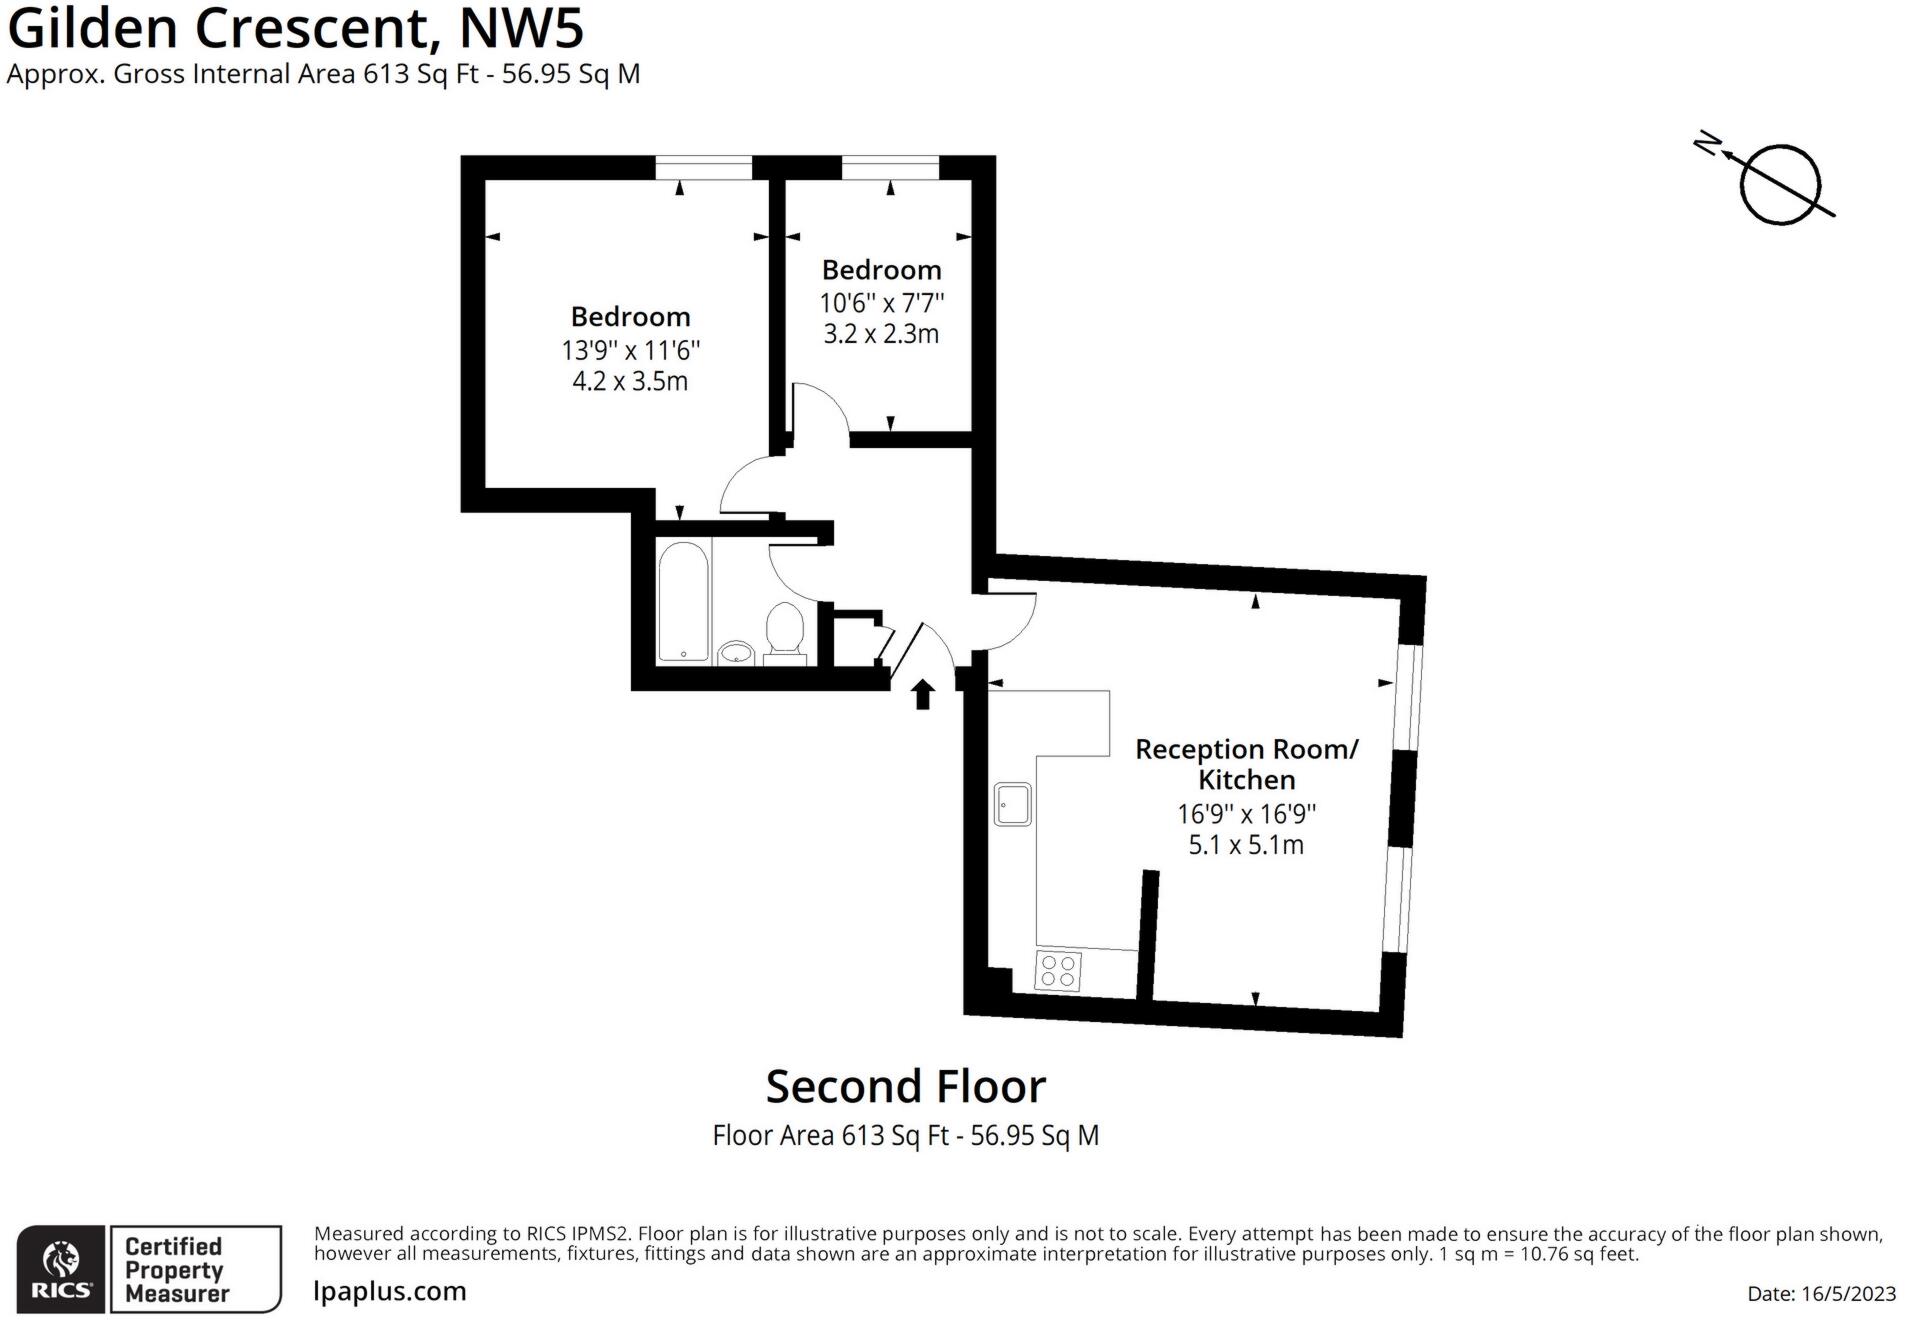 Gilden Crescent, NW5
Approx. Gross Internal Area 613 Sq Ft - 56.95 Sq M
N
Bedroom
13'9" x 11'6"
4.2 x 3.5m
Bedroom
10'6" x 7'7"
3.2 x 2.3m
Reception Room/
Kitchen
16'9" x 16'9"
5.1 x 5.1m
Second Floor
Floor Area 613 Sq Ft - 56.95 Sq M
RICS
Certified
Property
Measurer
Measured according to RICS IPMS2. Floor plan is for illustrative purposes only and is not to scale. Every attempt has been made to ensure the accuracy of the floor plan shown,
however all measurements, fixtures, fittings and data shown are an approximate interpretation for illustrative purposes only. 1 sq m = 10.76 sq feet.
lpaplus.com
Date: 16/5/2023